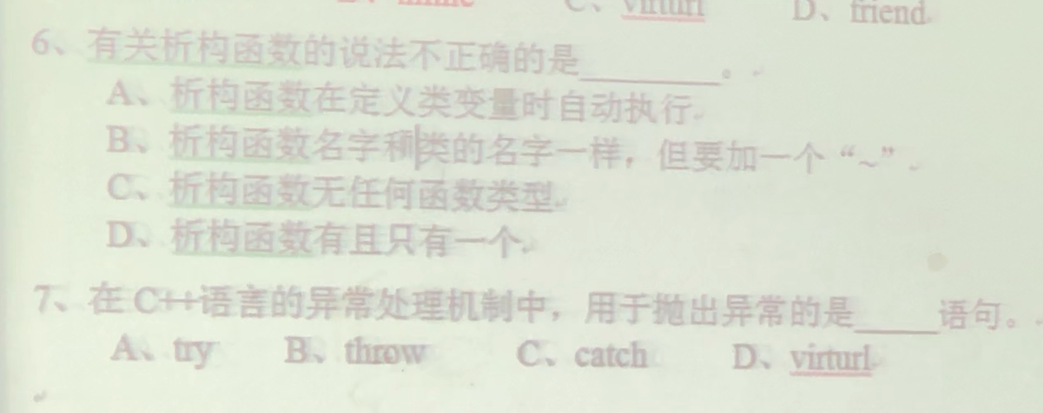 C、virturl D、friend
6、有关析构函数的说法不正确的是______。
A、析构函数在定义类变量时自动执行
B、析构函数名字和类的名字一样，但要加一个“~”
C、析构函数无任何函数类型
D、析构函数有且只有一个
7、在C++语言的异常处理机制中，用于抛出异常的是_____语句。
A、try B、throw C、catch D、virturl